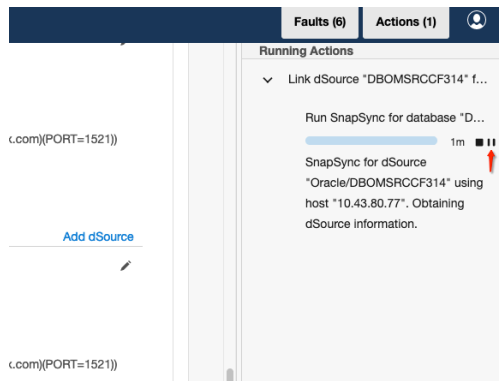 Faults (6)
Actions (1)
Running Actions
Link dSource "DBOMSRCCF314" f...
Run SnapSync for database "D...
1m
SnapSync for dSource
"Oracle/DBOMSRCCF314" using
host "10.43.80.77". Obtaining
dSource information.
.com)(PORT=1521))
Add dSource
.com)(PORT=1521))